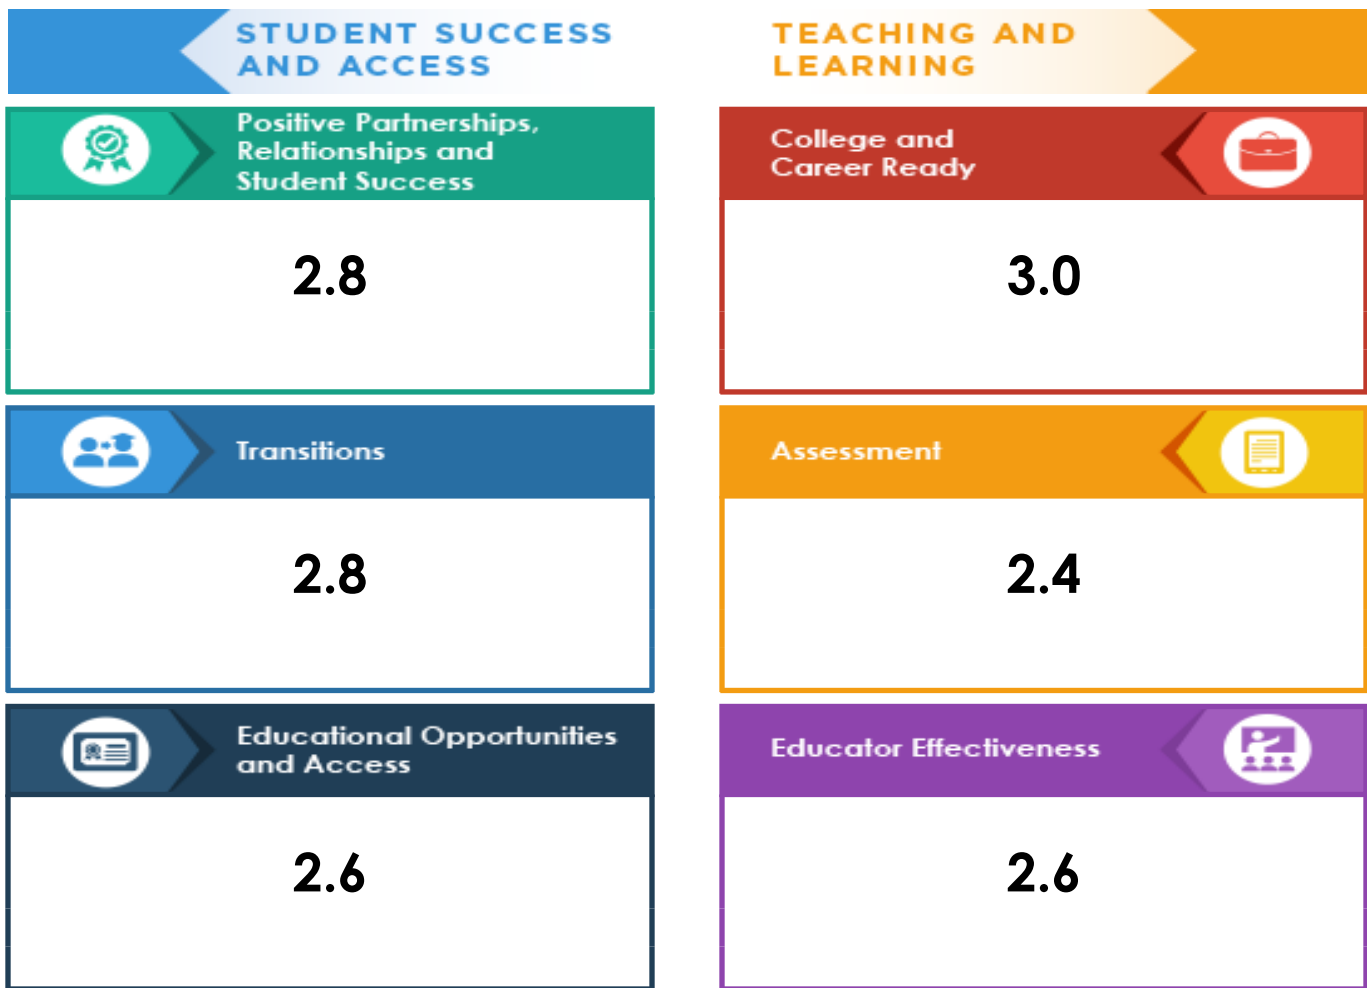 STUDENT SUCCESS
AND ACCESS
Positive Partnerships,
Relationships and
Student Success
2.8
Transitions
2.8
Educational Opportunities
and Access
2.6
TEACHING AND
LEARNING
College and
Career Ready
3.0
Assessment
2.4
Educator Effectiveness
2.6